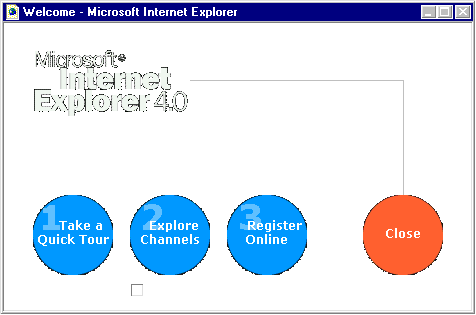 Welcome - Microsoft Internet Explorer
Microsoft®
Internet
Explorer 4.0
1 Take a
Quick Tour
2 Explore
Channels
3 Register
Online
Close